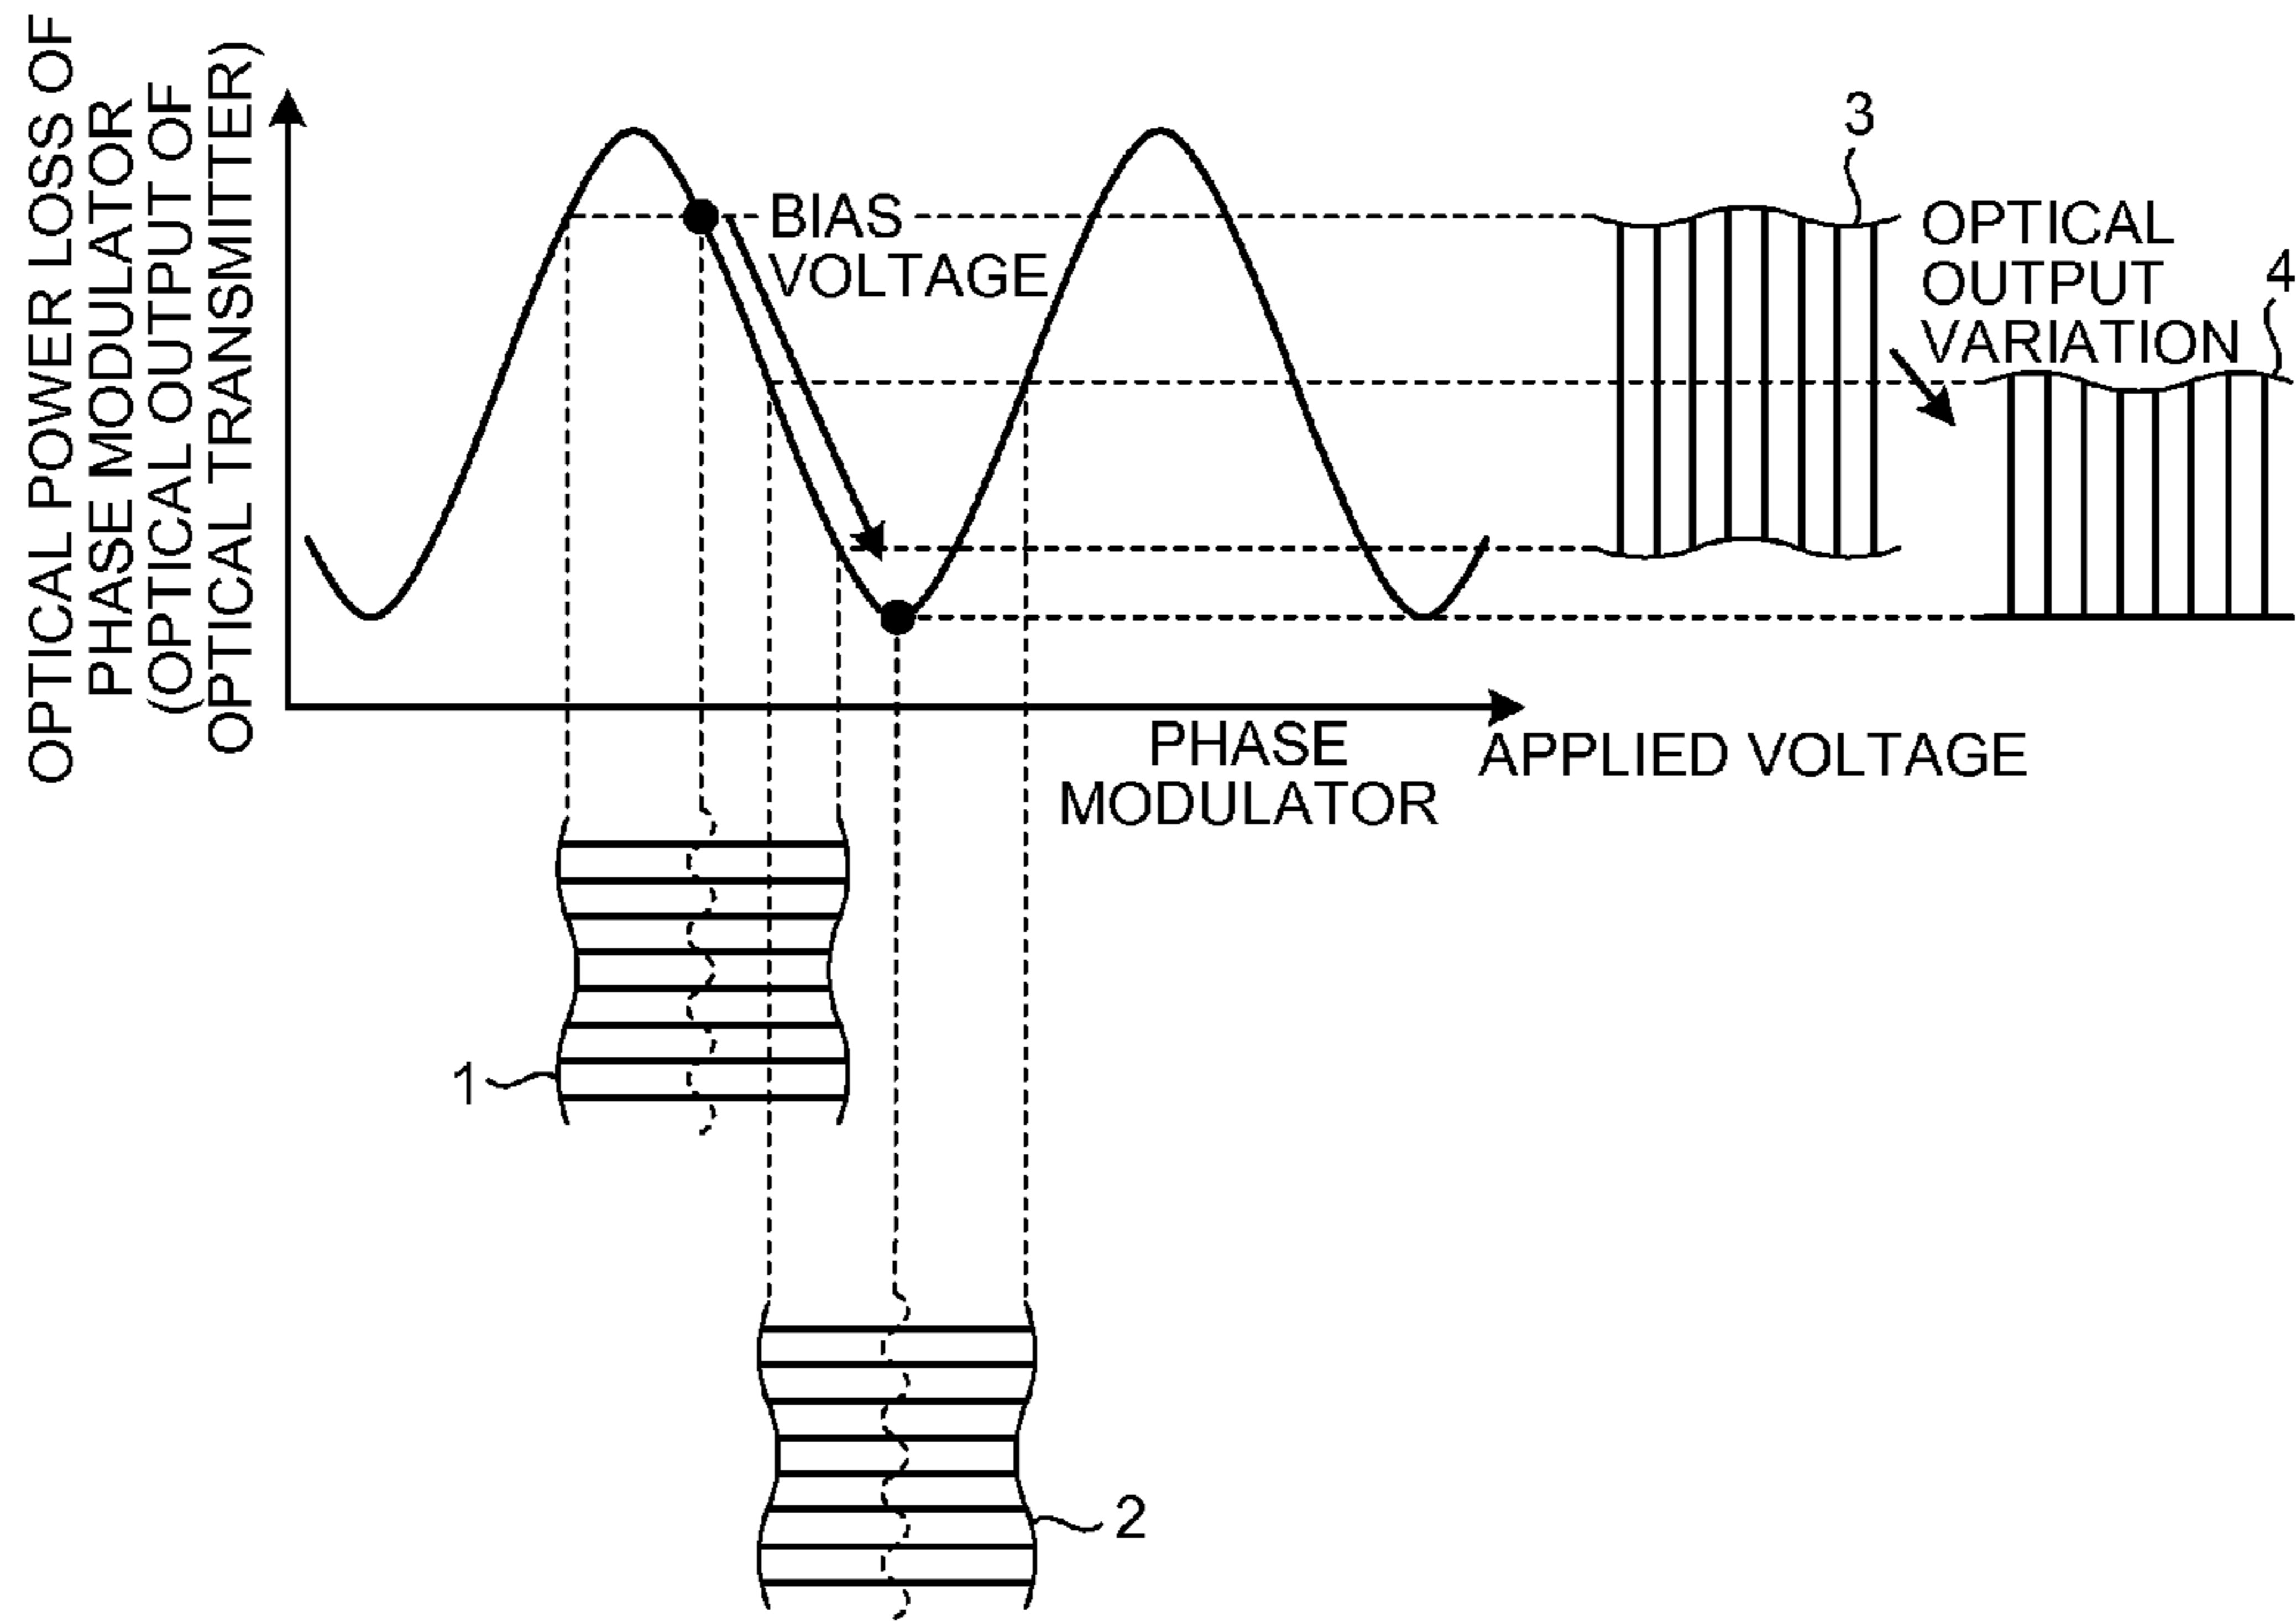 OPTICAL POWER LOSS OF
PHASE MODULATOR
(OPTICAL OUTPUT OF
OPTICAL TRANSMITTER)
BIAS
VOLTAGE
3
OPTICAL
OUTPUT
VARIATION
4
PHASE
MODULATOR
APPLIED VOLTAGE
1
2